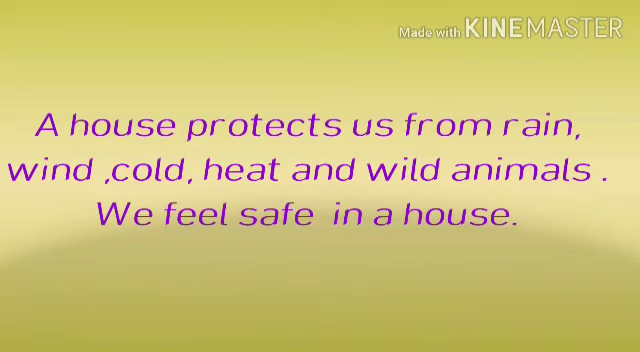 Made with KINEMASTER
A house protects us from rain,
wind ,cold, heat and wild animals .
We feel safe in a house.